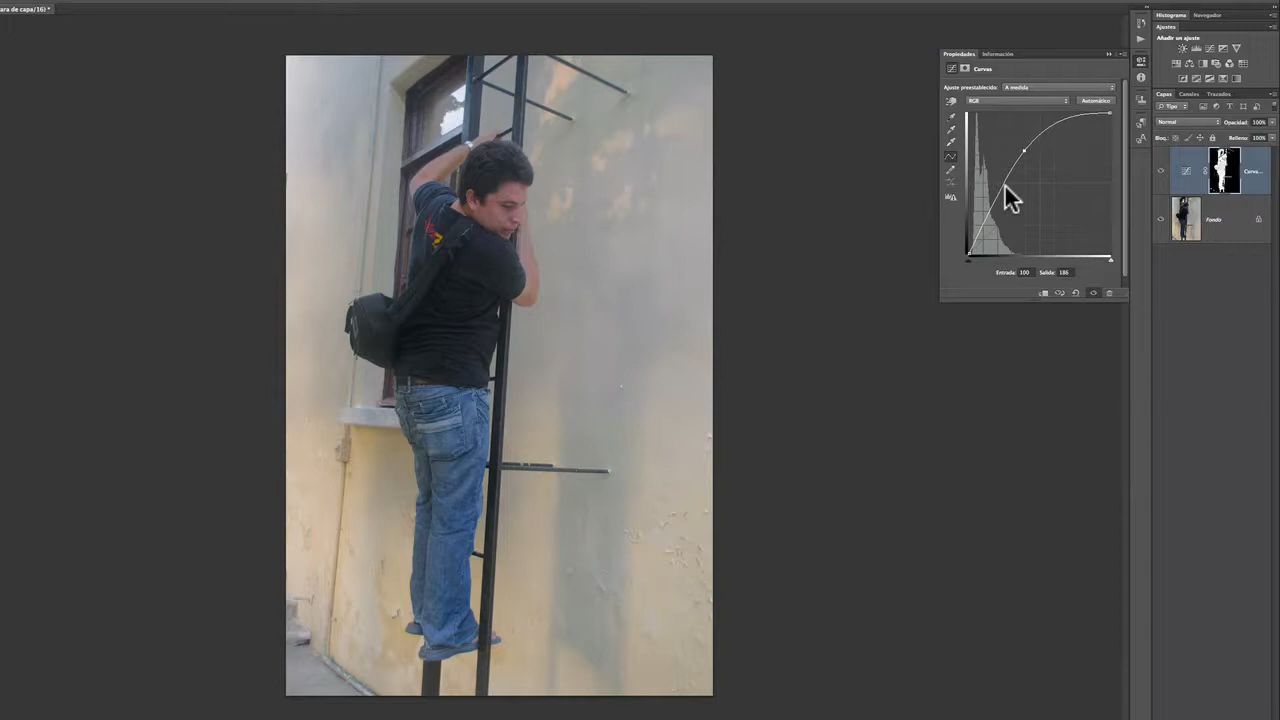 ara de capa/16) *
Histograma Navegador
Ajustes
Añadir un ajuste
Propiedades Información
Curvas
Ajuste preestablecido: A medida
RGB Automático
Entrada: 100 Salida: 186
Capas Canales Trazados
Tipo
Normal Opacidad: 100%
Bloq.: Relleno: 100%
Curva...
Fondo